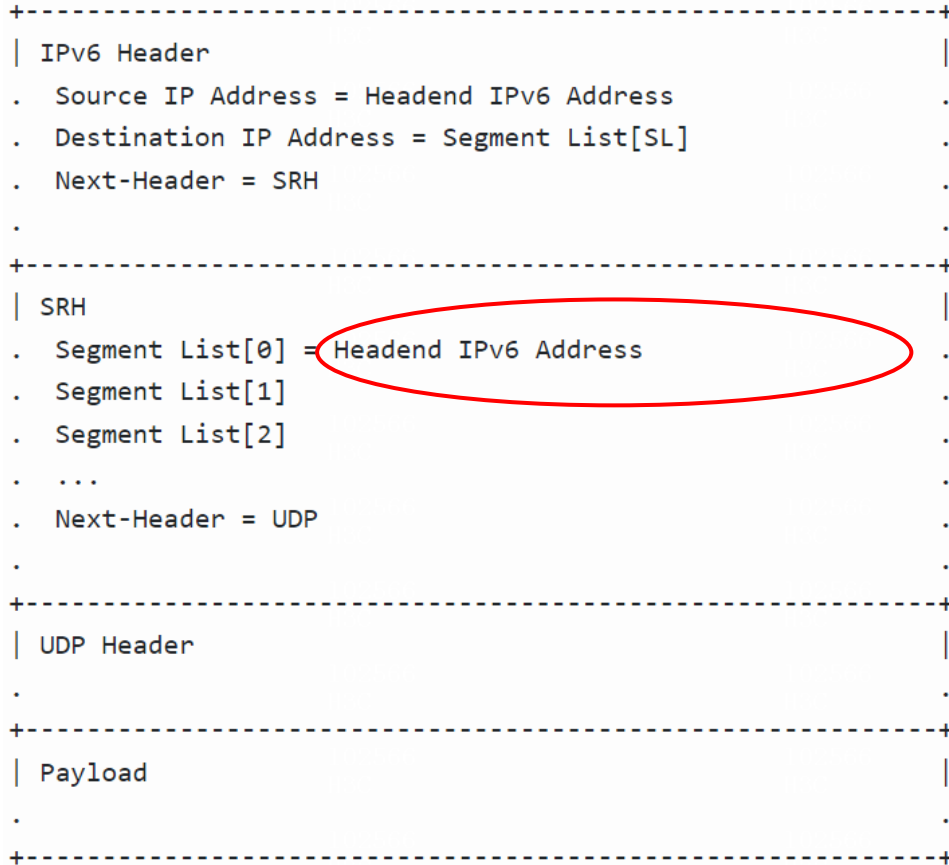 +------------------------------------------------------------+
| IPv6 Header |
. Source IP Address = Headend IPv6 Address .
. Destination IP Address = Segment List[SL] .
. Next-Header = SRH .
. .
+------------------------------------------------------------+
| SRH |
. Segment List[0] = Headend IPv6 Address .
. Segment List[1] .
. Segment List[2] .
. ... .
. Next-Header = UDP .
. .
+------------------------------------------------------------+
| UDP Header |
. .
+------------------------------------------------------------+
| Payload |
. .
+------------------------------------------------------------+